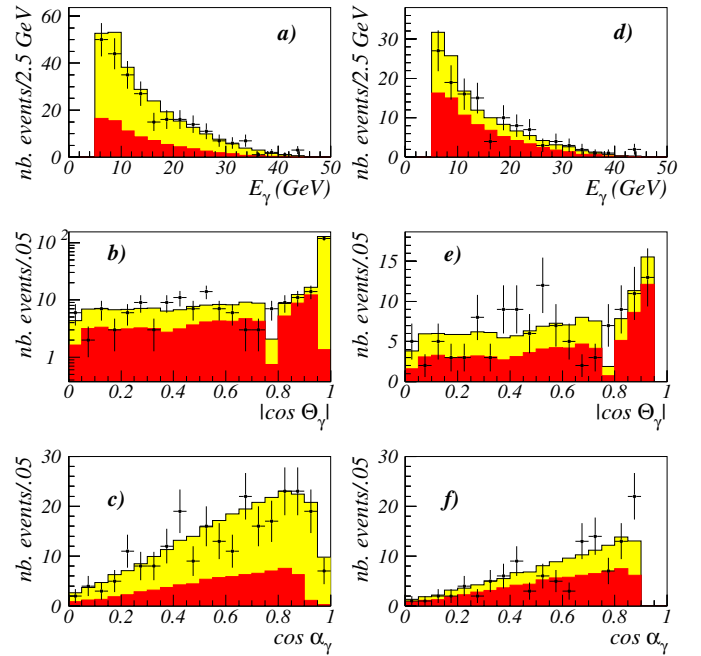 nb. events/2.5 GeV
60
40
20
0
a)
0 10 20 30 40 50
E_γ (GeV)
nb. events/2.5 GeV
30
20
10
0
d)
0 10 20 30 40 50
E_γ (GeV)
nb. events/.05
10^2
10
1
b)
0 0.2 0.4 0.6 0.8 1
|cos Θ_γ|
nb. events/.05
15
10
5
0
e)
0 0.2 0.4 0.6 0.8 1
|cos Θ_γ|
nb. events/.05
30
20
10
0
c)
0 0.2 0.4 0.6 0.8 1
cos α_γ
nb. events/.05
30
20
10
0
f)
0 0.2 0.4 0.6 0.8 1
cos α_γ